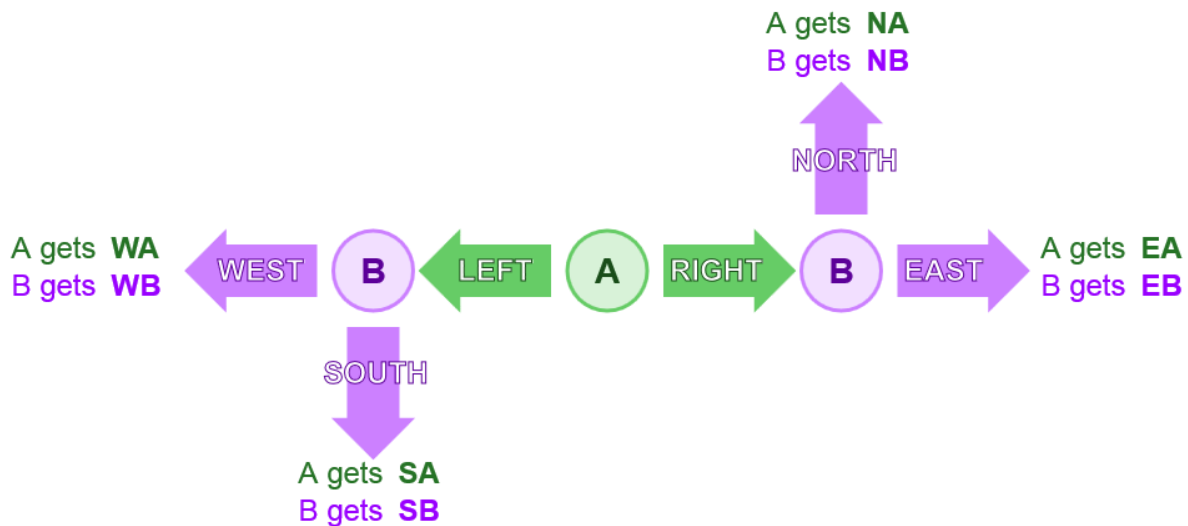 A gets NA
B gets NB
NORTH
A gets WA
B gets WB
WEST
B
LEFT
A
RIGHT
B
EAST
A gets EA
B gets EB
SOUTH
A gets SA
B gets SB